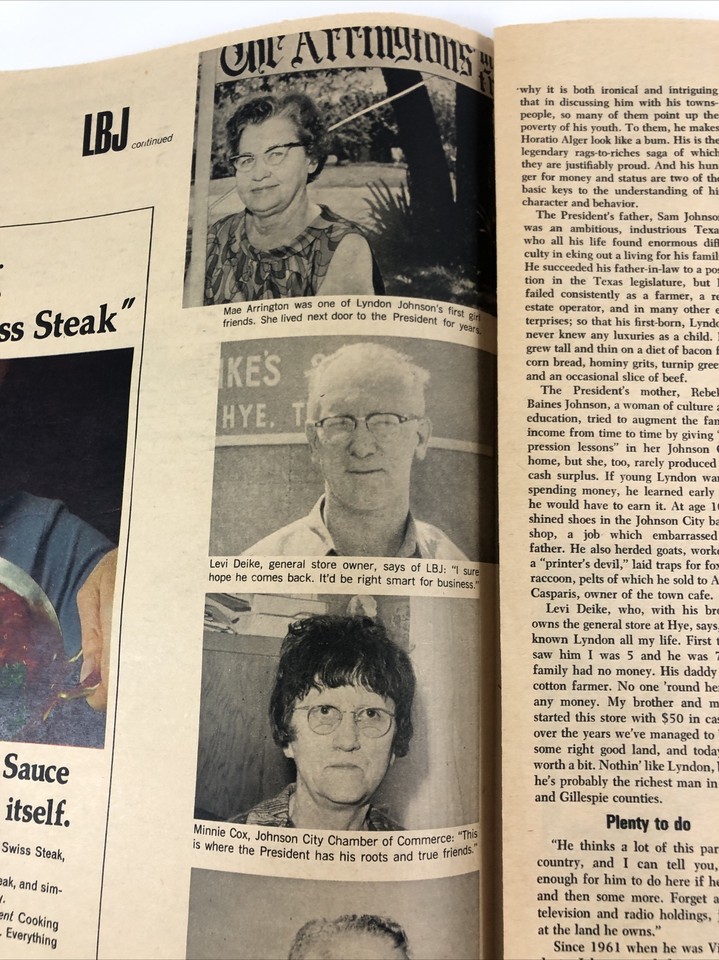 LBJ continued
ss Steak"
Sauce
itself.
Swiss Steak,
eak, and sim-
ent Cooking
Everything
The Arringtons
Mae Arrington was one of Lyndon Johnson's first girl
friends. She lived next door to the President for years.
IKE'S
HYE, T
Levi Deike, general store owner, says of LBJ: "I sure
hope he comes back. It'd be right smart for business."
Minnie Cox, Johnson City Chamber of Commerce: "This
is where the President has his roots and true friends."
why it is both ironical and intriguing
that in discussing him with his towns-
people, so many of them point up the
poverty of his youth. To them, he makes
Horatio Alger look like a bum. His is the
legendary rags-to-riches saga of which
they are justifiably proud. And his hun-
ger for money and status are two of the
basic keys to the understanding of hi
character and behavior.
The President's father, Sam Johnso
was an ambitious, industrious Texa
who all his life found enormous diff
culty in eking out a living for his famil
He succeeded his father-in-law to a po
tion in the Texas legislature, but
failed consistently as a farmer, a re
estate operator, and in many other e
terprises; so that his first-born, Lyndo
never knew any luxuries as a child.
grew tall and thin on a diet of bacon f
corn bread, hominy grits, turnip gree
and an occasional slice of beef.
The President's mother, Rebek
Baines Johnson, a woman of culture a
education, tried to augment the fam
income from time to time by giving "
pression lessons" in her Johnson C
home, but she, too, rarely produced
cash surplus. If young Lyndon wan
spending money, he learned early
he would have to earn it. At age 10
shined shoes in the Johnson City ba
shop, a job which embarrassed
father. He also herded goats, worke
a "printer's devil," laid traps for fox
raccoon, pelts of which he sold to A
Casparis, owner of the town cafe.
Levi Deike, who, with his bro
owns the general store at Hye, says,
known Lyndon all my life. First t
saw him I was 5 and he was 7
family had no money. His daddy
cotton farmer. No one 'round he
any money. My brother and m
started this store with $50 in cas
over the years we've managed to
some right good land, and today
worth a bit. Nothin' like Lyndon,
he's probably the richest man in
and Gillespie counties.
Plenty to do
"He thinks a lot of this par
country, and I can tell you,
enough for him to do here if he
and then some more. Forget a
television and radio holdings,
at the land he owns."
Since 1961 when he was Vi